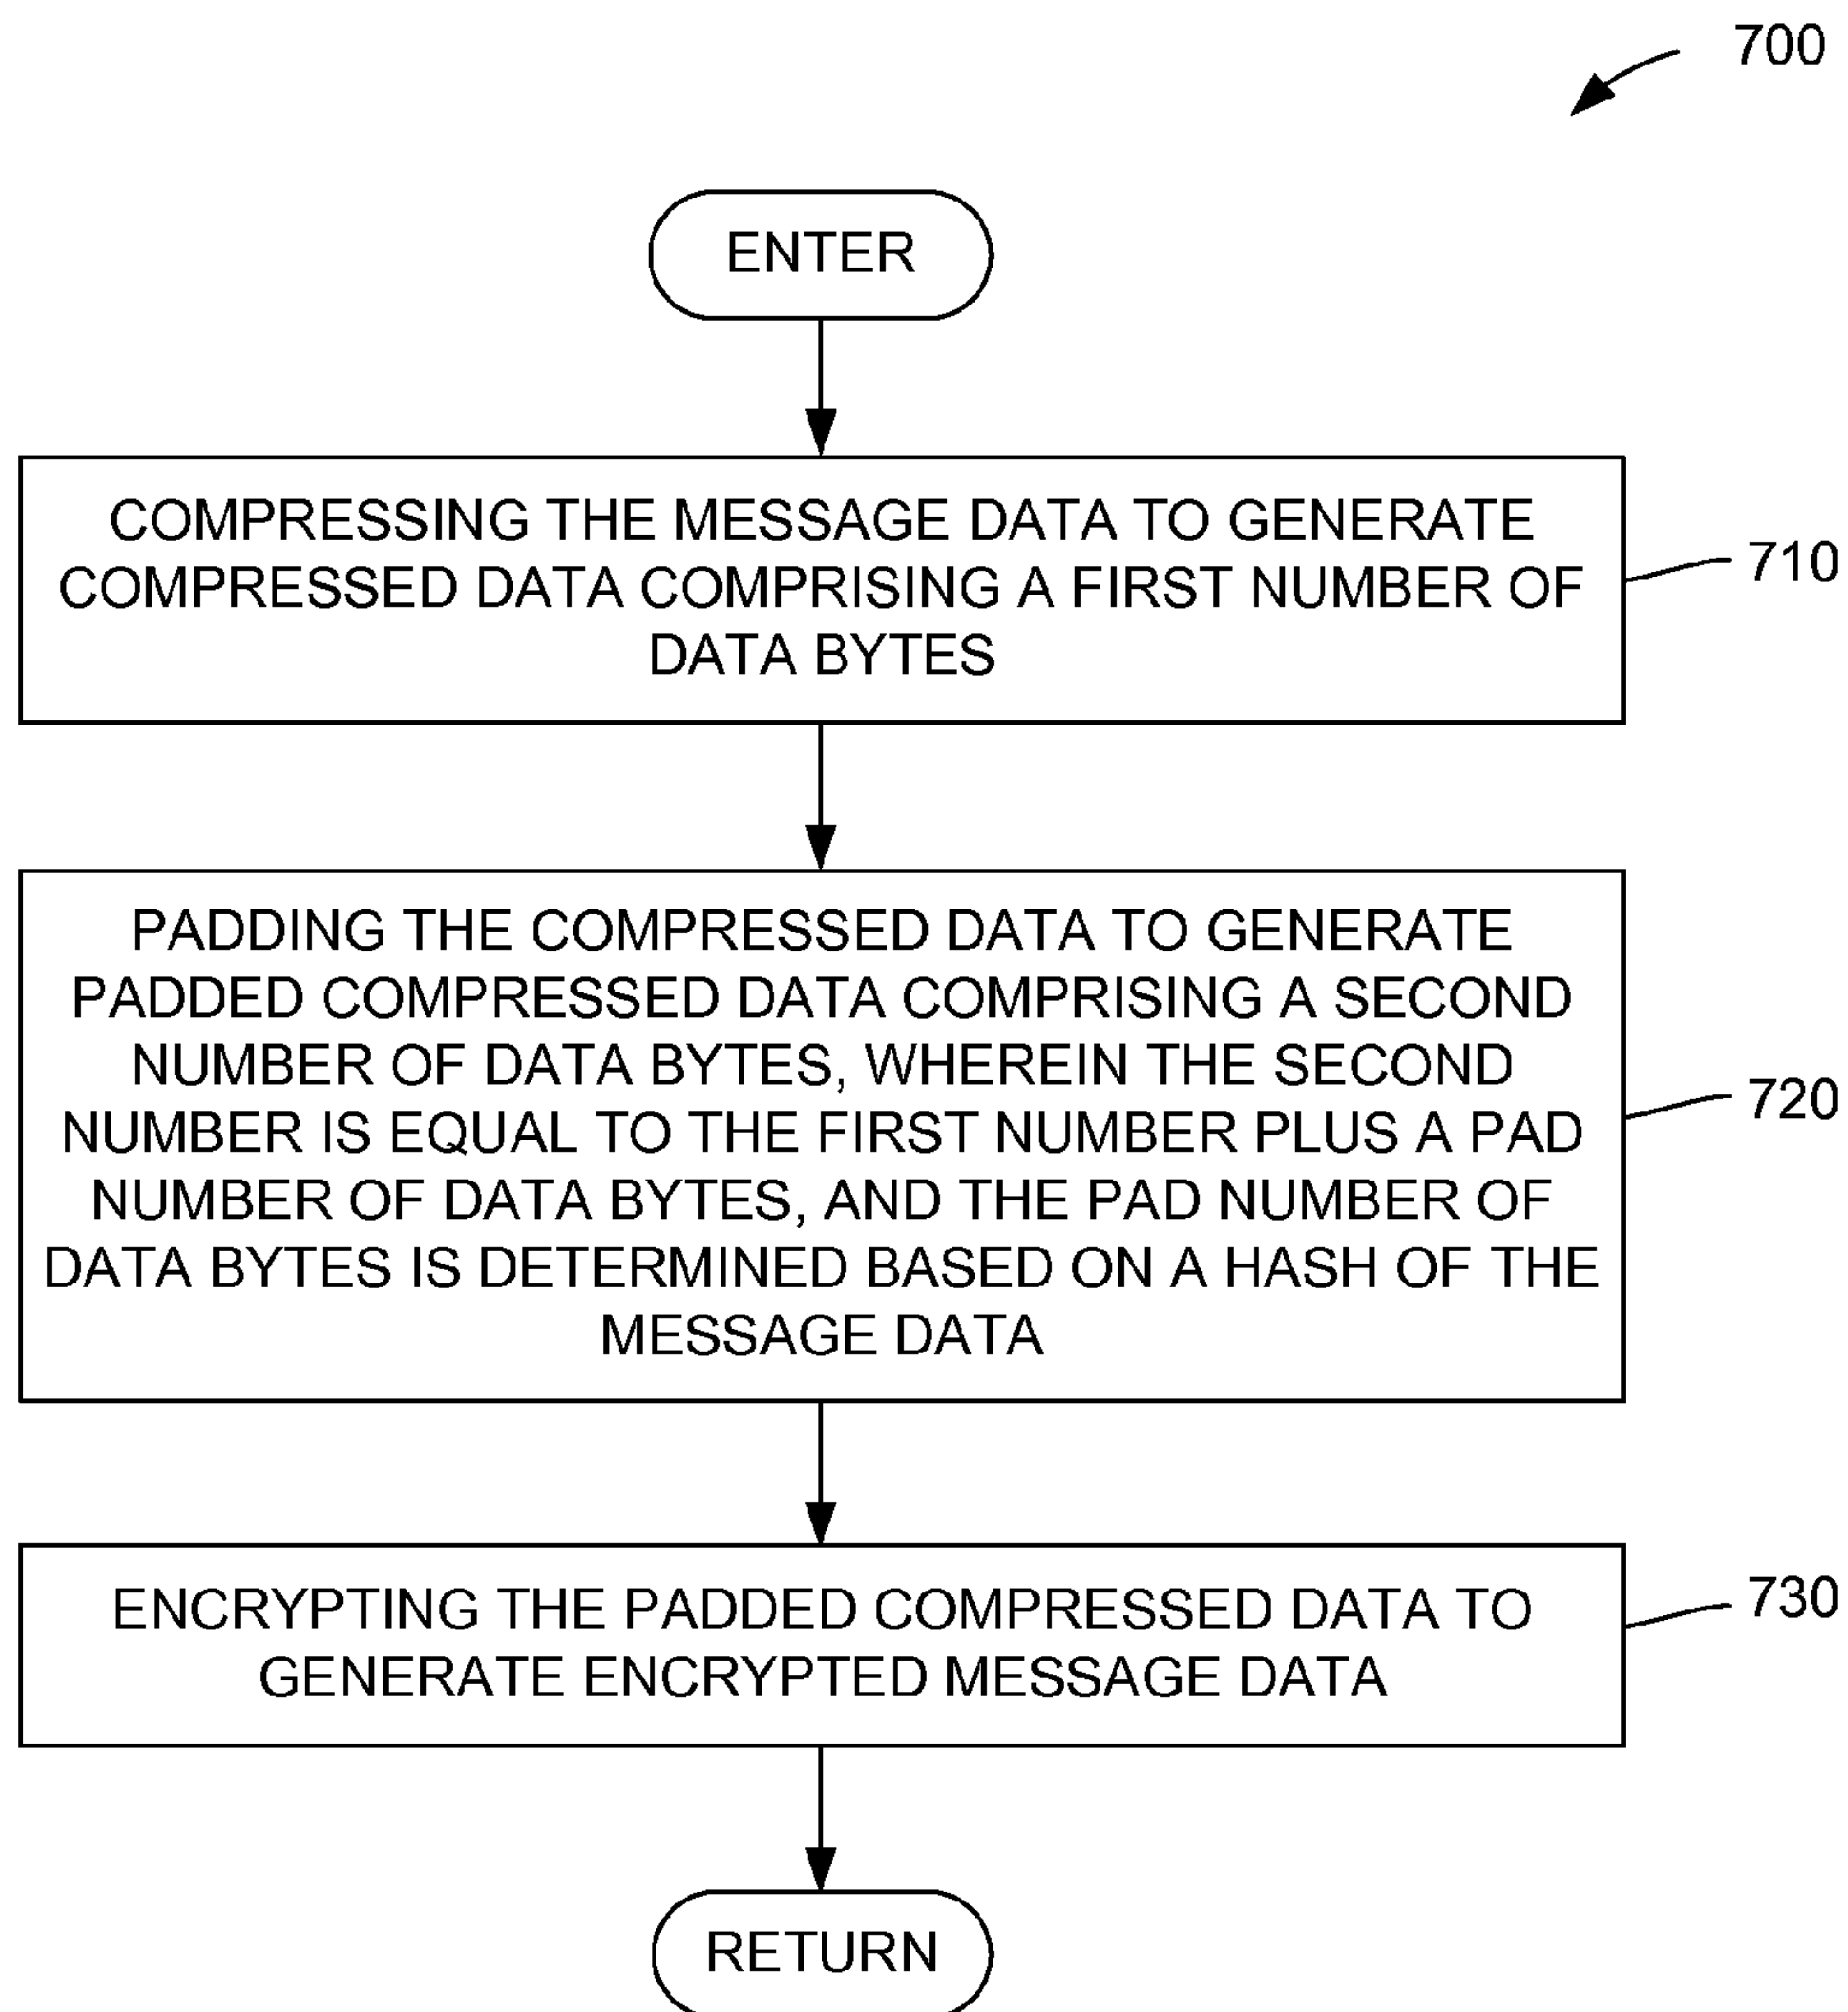 700
ENTER
COMPRESSING THE MESSAGE DATA TO GENERATE
COMPRESSED DATA COMPRISING A FIRST NUMBER OF
DATA BYTES
710
PADDING THE COMPRESSED DATA TO GENERATE
PADDED COMPRESSED DATA COMPRISING A SECOND
NUMBER OF DATA BYTES, WHEREIN THE SECOND
NUMBER IS EQUAL TO THE FIRST NUMBER PLUS A PAD
NUMBER OF DATA BYTES, AND THE PAD NUMBER OF
DATA BYTES IS DETERMINED BASED ON A HASH OF THE
MESSAGE DATA
720
ENCRYPTING THE PADDED COMPRESSED DATA TO
GENERATE ENCRYPTED MESSAGE DATA
730
RETURN